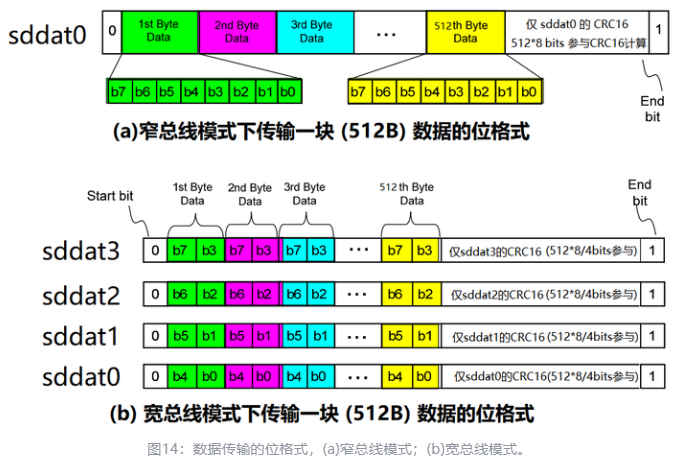 sddat0 0 1st Byte Data 2nd Byte Data 3rd Byte Data ... 512th Byte Data 仅 sddat0 的 CRC16 512*8 bits 参与CRC16计算 1
b7 b6 b5 b4 b3 b2 b1 b0 b7 b6 b5 b4 b3 b2 b1 b0 End bit
(a)窄总线模式下传输一块 (512B) 数据的位格式
Start bit 1st Byte Data 2nd Byte Data 3rd Byte Data 512th Byte Data End bit
sddat3 0 b7 b3 b7 b3 b7 b3 ... b7 b3 仅sddat3的CRC16 (512*8/4bits参与) 1
sddat2 0 b6 b2 b6 b2 b6 b2 ... b6 b2 仅sddat2的CRC16 (512*8/4bits参与) 1
sddat1 0 b5 b1 b5 b1 b5 b1 ... b5 b1 仅sddat1的CRC16 (512*8/4bits参与) 1
sddat0 0 b4 b0 b4 b0 b4 b0 ... b4 b0 仅sddat0的CRC16(512*8/4bits参与) 1
(b) 宽总线模式下传输一块 (512B) 数据的位格式
图14：数据传输的位格式，(a)窄总线模式；(b)宽总线模式。